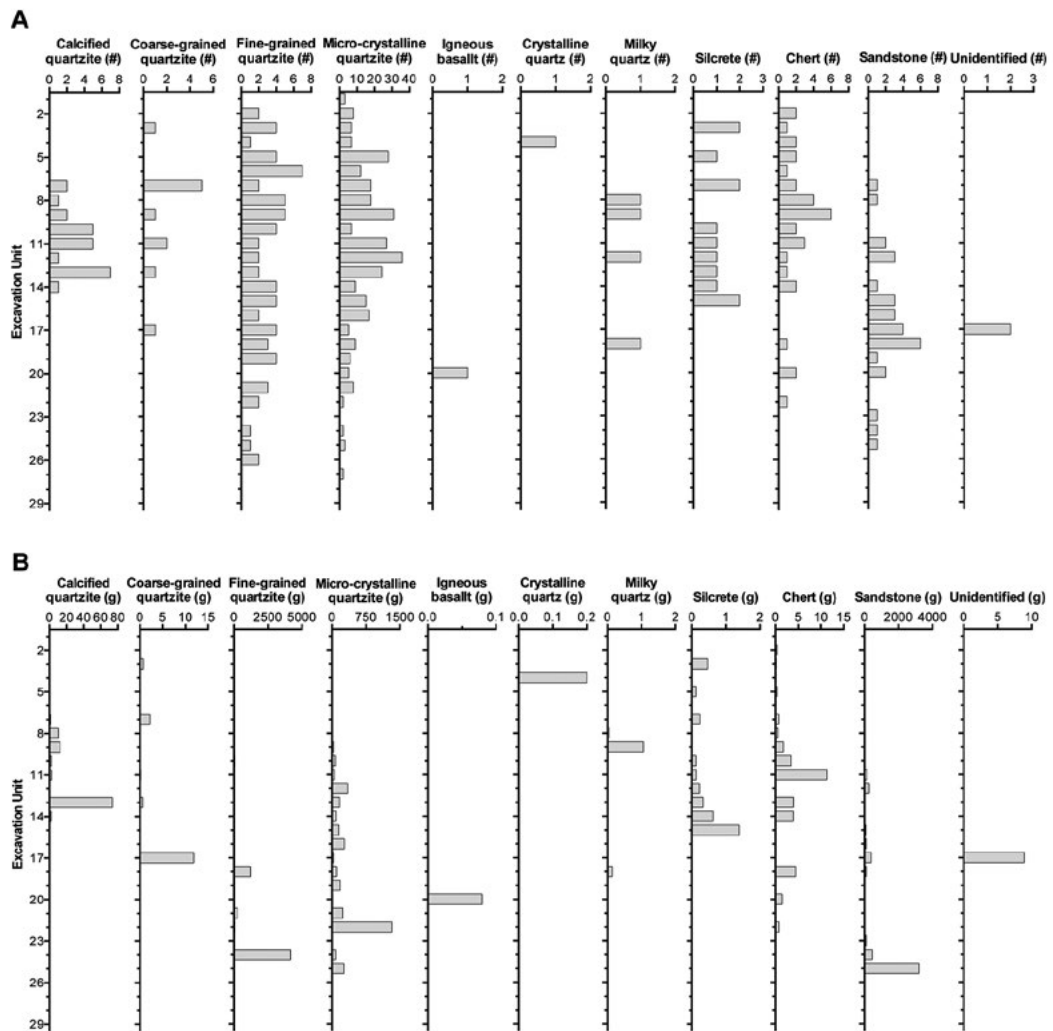 A
Calcified quartzite (#)
Coarse-grained quartzite (#)
Fine-grained quartzite (#)
Micro-crystalline quartzite (#)
Igneous basallt (#)
Crystalline quartz (#)
Milky quartz (#)
Silcrete (#)
Chert (#)
Sandstone (#)
Unidentified (#)
0 2 4 6 8
0 2 4 6 8
0 2 4 6 8
0 10 20 30 40
0 1 2
0 1 2
0 1 2
0 1 2 3
0 2 4 6 8
0 2 4 6 8
0 1 2 3
Excavation Unit
2
5
8
11
14
17
20
23
26
29
B
Calcified quartzite (g)
Coarse-grained quartzite (g)
Fine-grained quartzite (g)
Micro-crystalline quartzite (g)
Igneous basallt (g)
Crystalline quartz (g)
Milky quartz (g)
Silcrete (g)
Chert (g)
Sandstone (g)
Unidentified (g)
0 20 40 60 80
0 5 10 15
0 2500 5000
0 750 1500
0.0 0.1
0.0 0.1 0.2
0 1 2
0 1 2
0 5 10 15
0 2000 4000
0 5 10
Excavation Unit
2
5
8
11
14
17
20
23
26
29